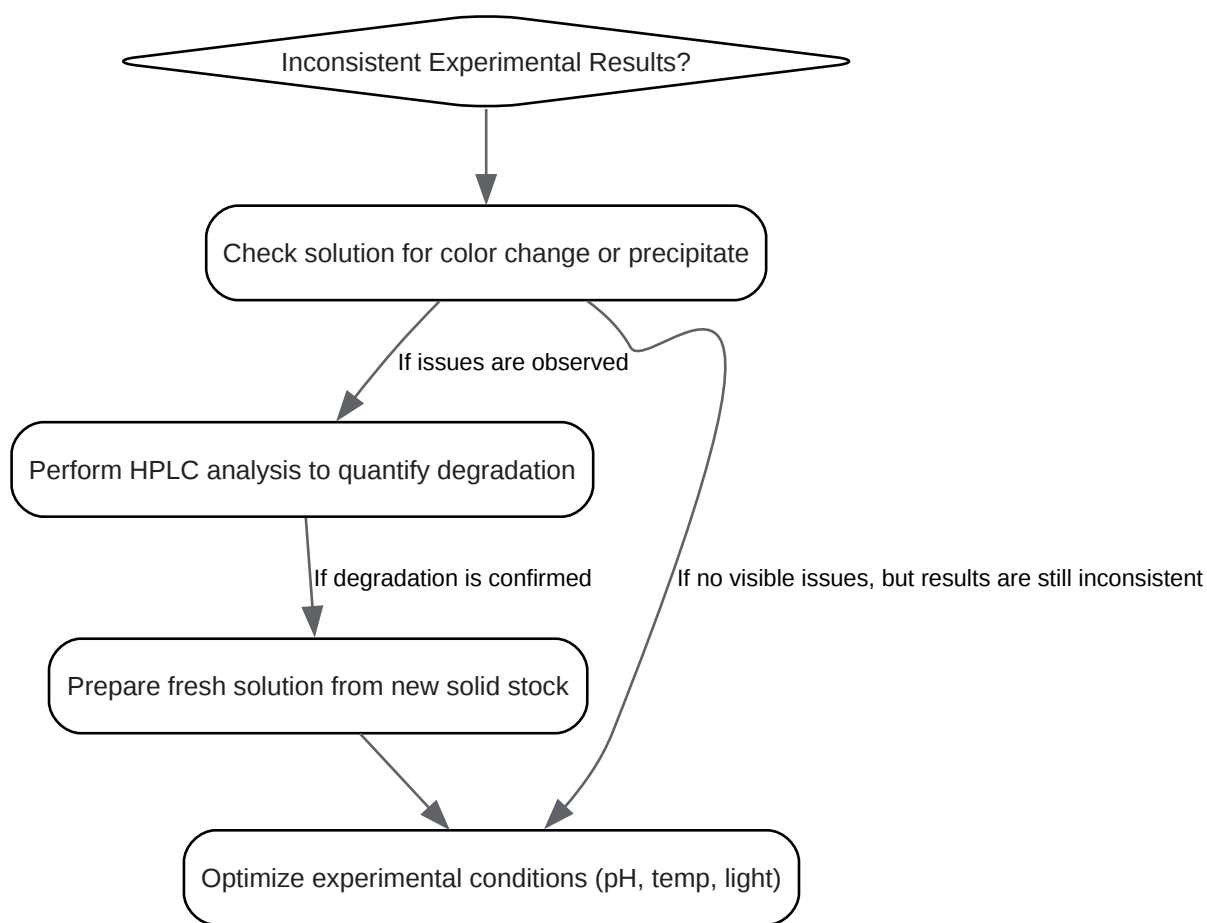 Inconsistent Experimental Results?
Check solution for color change or precipitate
If issues are observed
Perform HPLC analysis to quantify degradation
If degradation is confirmed
If no visible issues, but results are still inconsistent
Prepare fresh solution from new solid stock
Optimize experimental conditions (pH, temp, light)